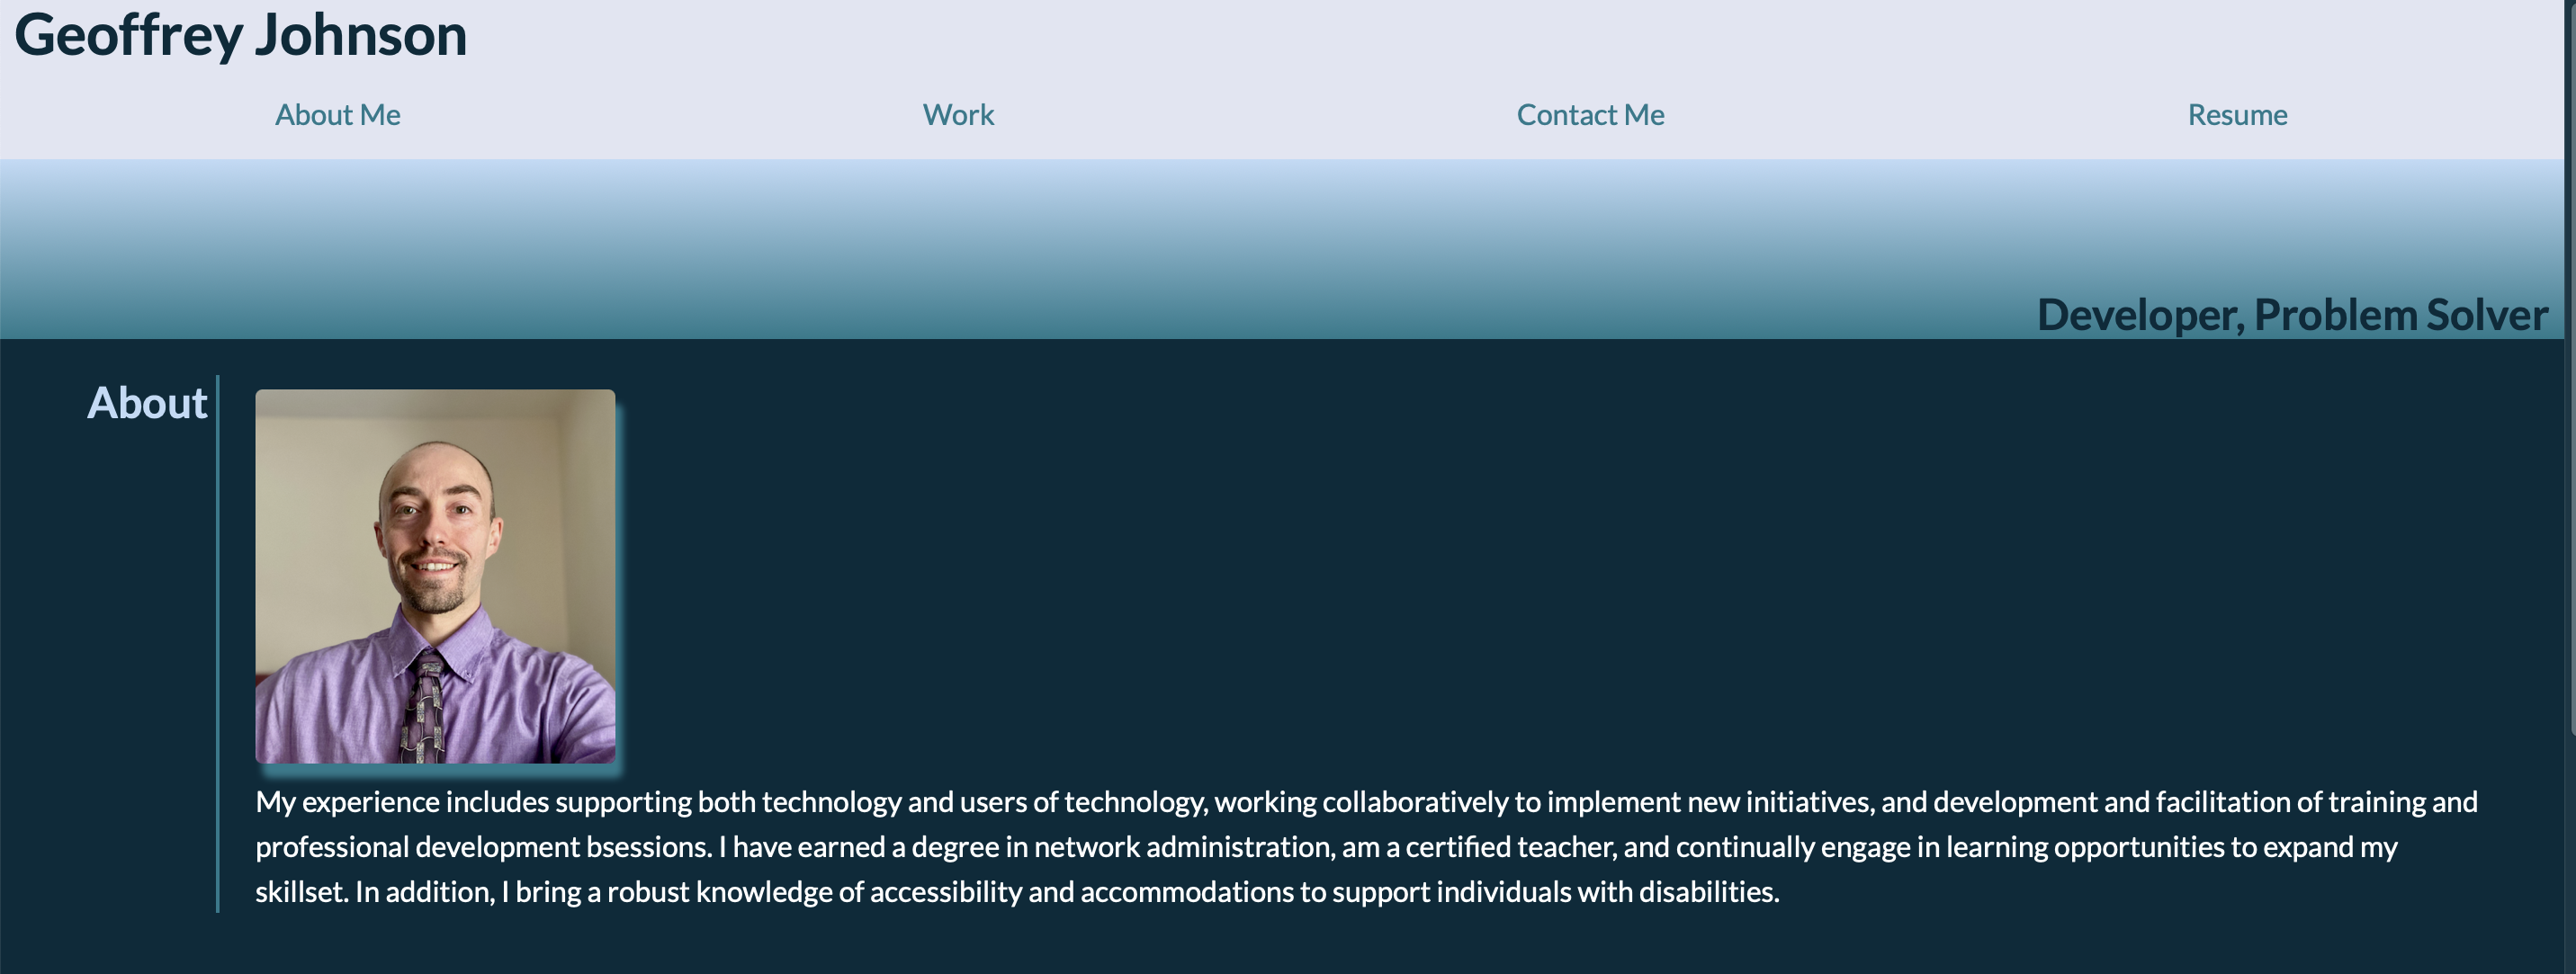 Geoffrey Johnson
About Me Work Contact Me Resume
Developer, Problem Solver
About
My experience includes supporting both technology and users of technology, working collaboratively to implement new initiatives, and development and facilitation of training and
professional development bsessions. I have earned a degree in network administration, am a certified teacher, and continually engage in learning opportunities to expand my
skillset. In addition, I bring a robust knowledge of accessibility and accommodations to support individuals with disabilities.